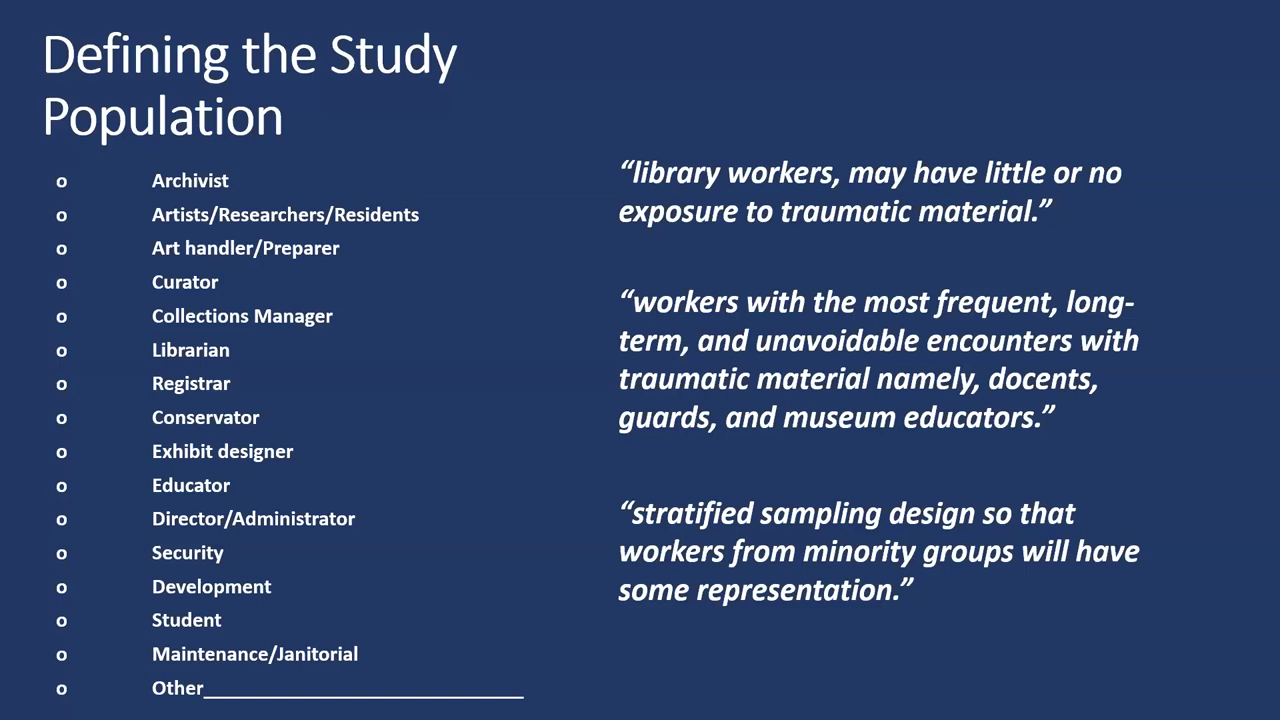 Defining the Study
Population
o Archivist
o Artists/Researchers/Residents
o Art handler/Preparer
o Curator
o Collections Manager
o Librarian
o Registrar
o Conservator
o Exhibit designer
o Educator
o Director/Administrator
o Security
o Development
o Student
o Maintenance/Janitorial
o Other______________________________
“library workers, may have little or no
exposure to traumatic material.”
“workers with the most frequent, long-
term, and unavoidable encounters with
traumatic material namely, docents,
guards, and museum educators.”
“stratified sampling design so that
workers from minority groups will have
some representation.”